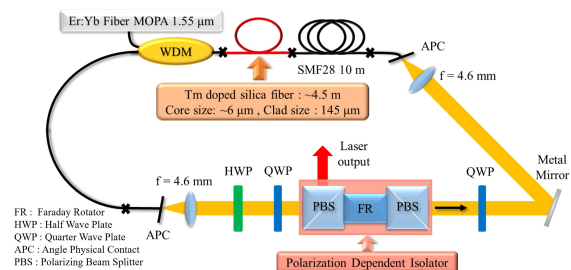 Er:Yb Fiber MOPA 1.55 μm
WDM
SMF28 10 m
APC
f = 4.6 mm
Tm doped silica fiber : ~4.5 m
Core size: ~6 μm , Clad size : 145 μm
Laser
output
Metal
Mirror
HWP
QWP
QWP
f = 4.6 mm
PBS
FR
PBS
APC
FR : Faraday Rotator
HWP : Half Wave Plate
QWP : Quarter Wave Plate
APC : Angle Physical Contact
PBS : Polarizing Beam Splitter
Polarization Dependent Isolator